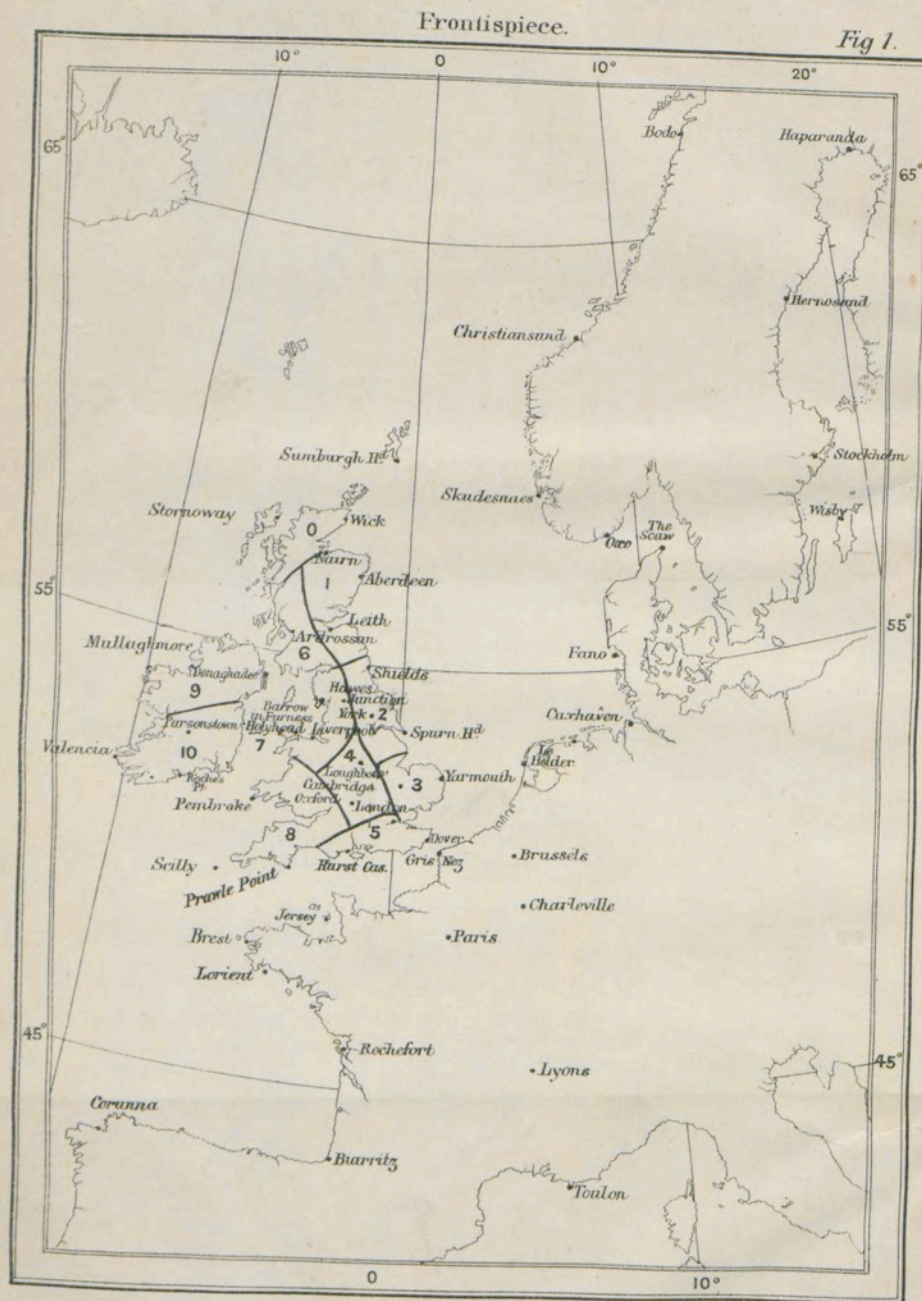 Frontispiece.
Fig 1.
10° 0 10° 20°
65°
Bodo
Haparanda
65°
Hernosand
Christiansand
Sumburgh Hd.
Stockholm
Skudesnaes
Stornoway
Wick
Wisby
0
Oxo
The
Scaw
Nairn
1
Aberdeen
55°
Leith
Ardrossan
55°
Mullaghmore
6
Shields
Fano
Donaghadee
Hawes
Junction
9
Barrow
in Furness
York
2
Cuxhaven
Parsonstown
Holyhead
Liverpool
Spurn Hd
Valencia
10
7
4
Loughboro'
3
Yarmouth
Helder
Roche's
Pt.
Cambridge
Pembroke
Oxford
London
5
Dover
8
Scilly
Hurst Cas.
Gris Nez
Brussels
Prawle Point
Jersey
Charleville
Brest
Paris
Lorient
45°
Rochefort
Lyons
45°
Corunna
Biarritz
Toulon
0 10°